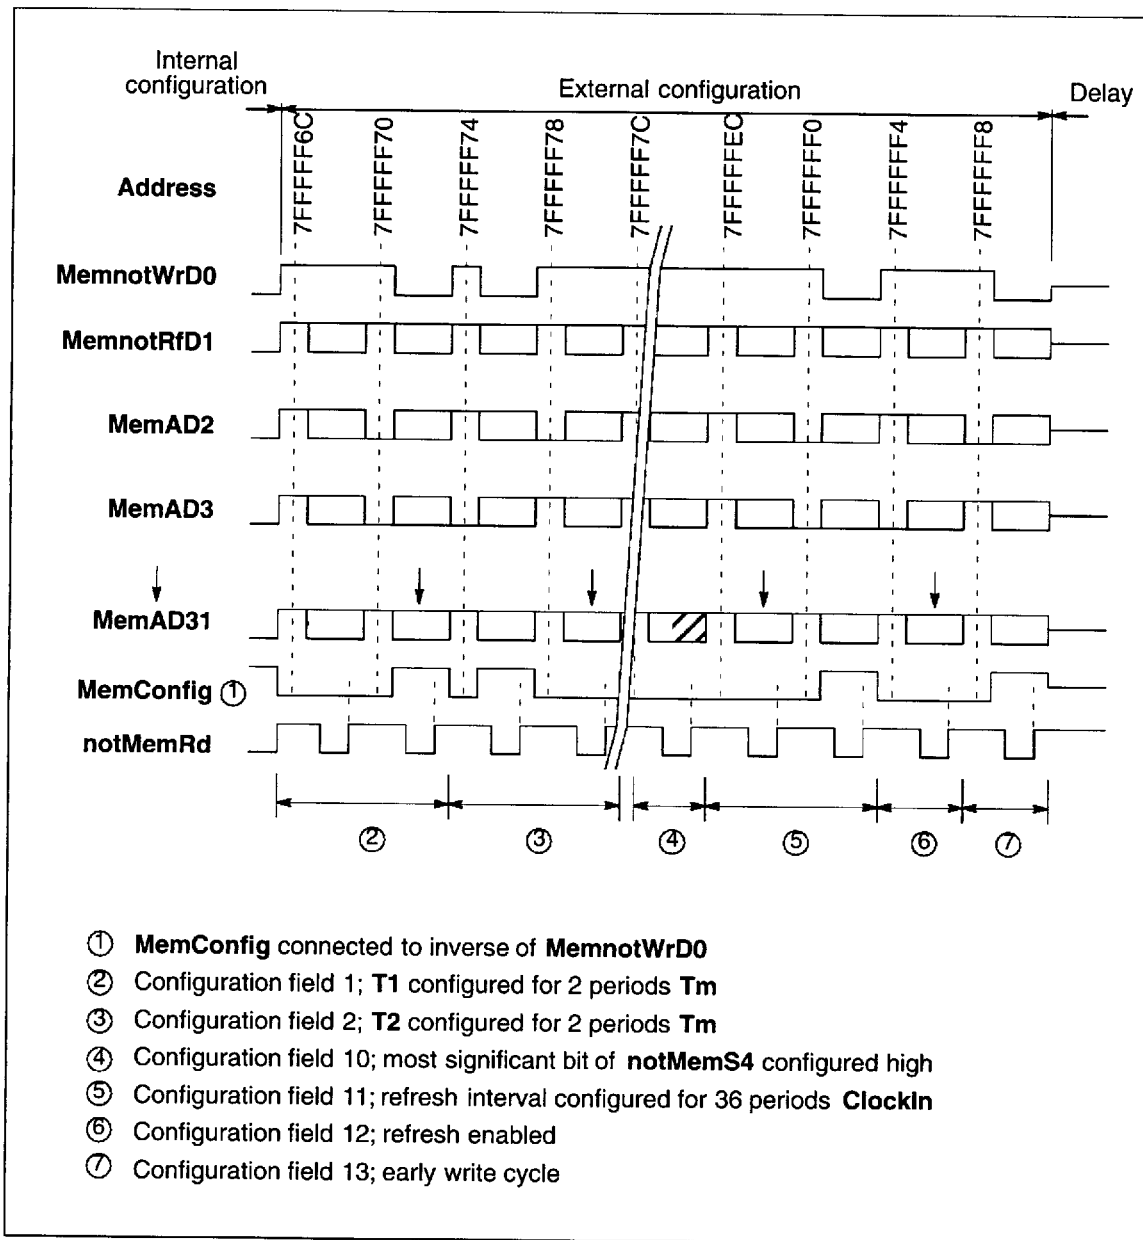 Internal
configuration
External configuration
Delay
Address
7FFFFF6C
7FFFFF70
7FFFFF74
7FFFFF78
7FFFFF7C
7FFFFFEC
7FFFFFF0
7FFFFFF4
7FFFFFF8
MemnotWrD0
MemnotRfD1
MemAD2
MemAD3
MemAD31
MemConfig ①
notMemRd
② ③ ④ ⑤ ⑥ ⑦
① MemConfig connected to inverse of MemnotWrD0
② Configuration field 1; T1 configured for 2 periods Tm
③ Configuration field 2; T2 configured for 2 periods Tm
④ Configuration field 10; most significant bit of notMemS4 configured high
⑤ Configuration field 11; refresh interval configured for 36 periods ClockIn
⑥ Configuration field 12; refresh enabled
⑦ Configuration field 13; early write cycle